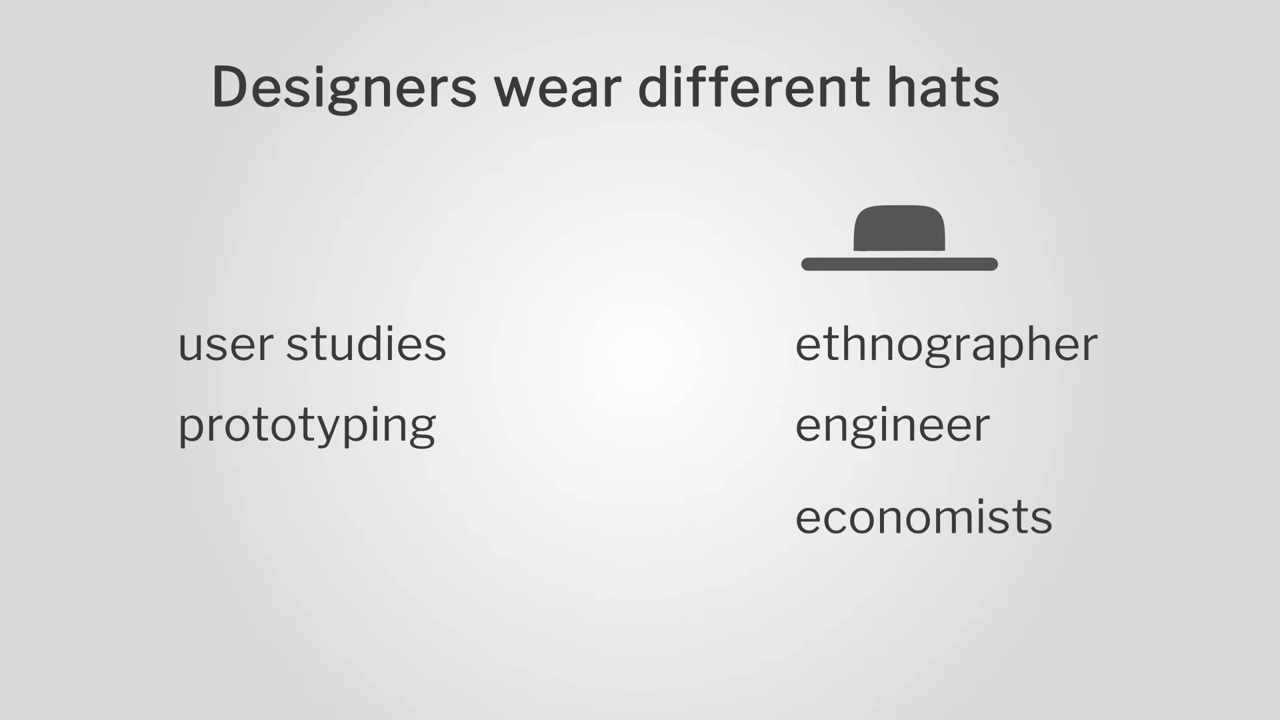 Designers wear different hats
user studies
ethnographer
prototyping
engineer
economists